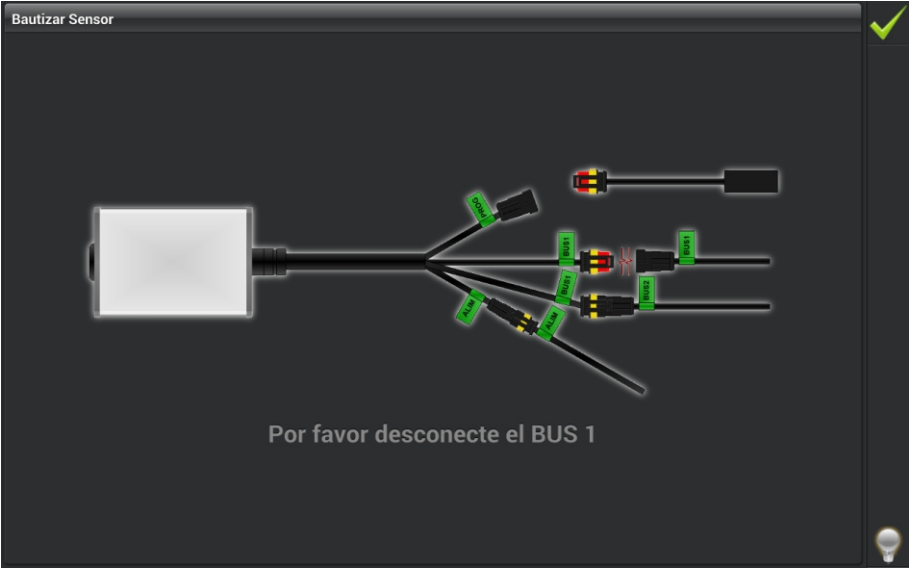 Bautizar Sensor
PROG
BUS1
BUS1
BUS1
BUS2
ALIM
ALIM
Por favor desconecte el BUS 1